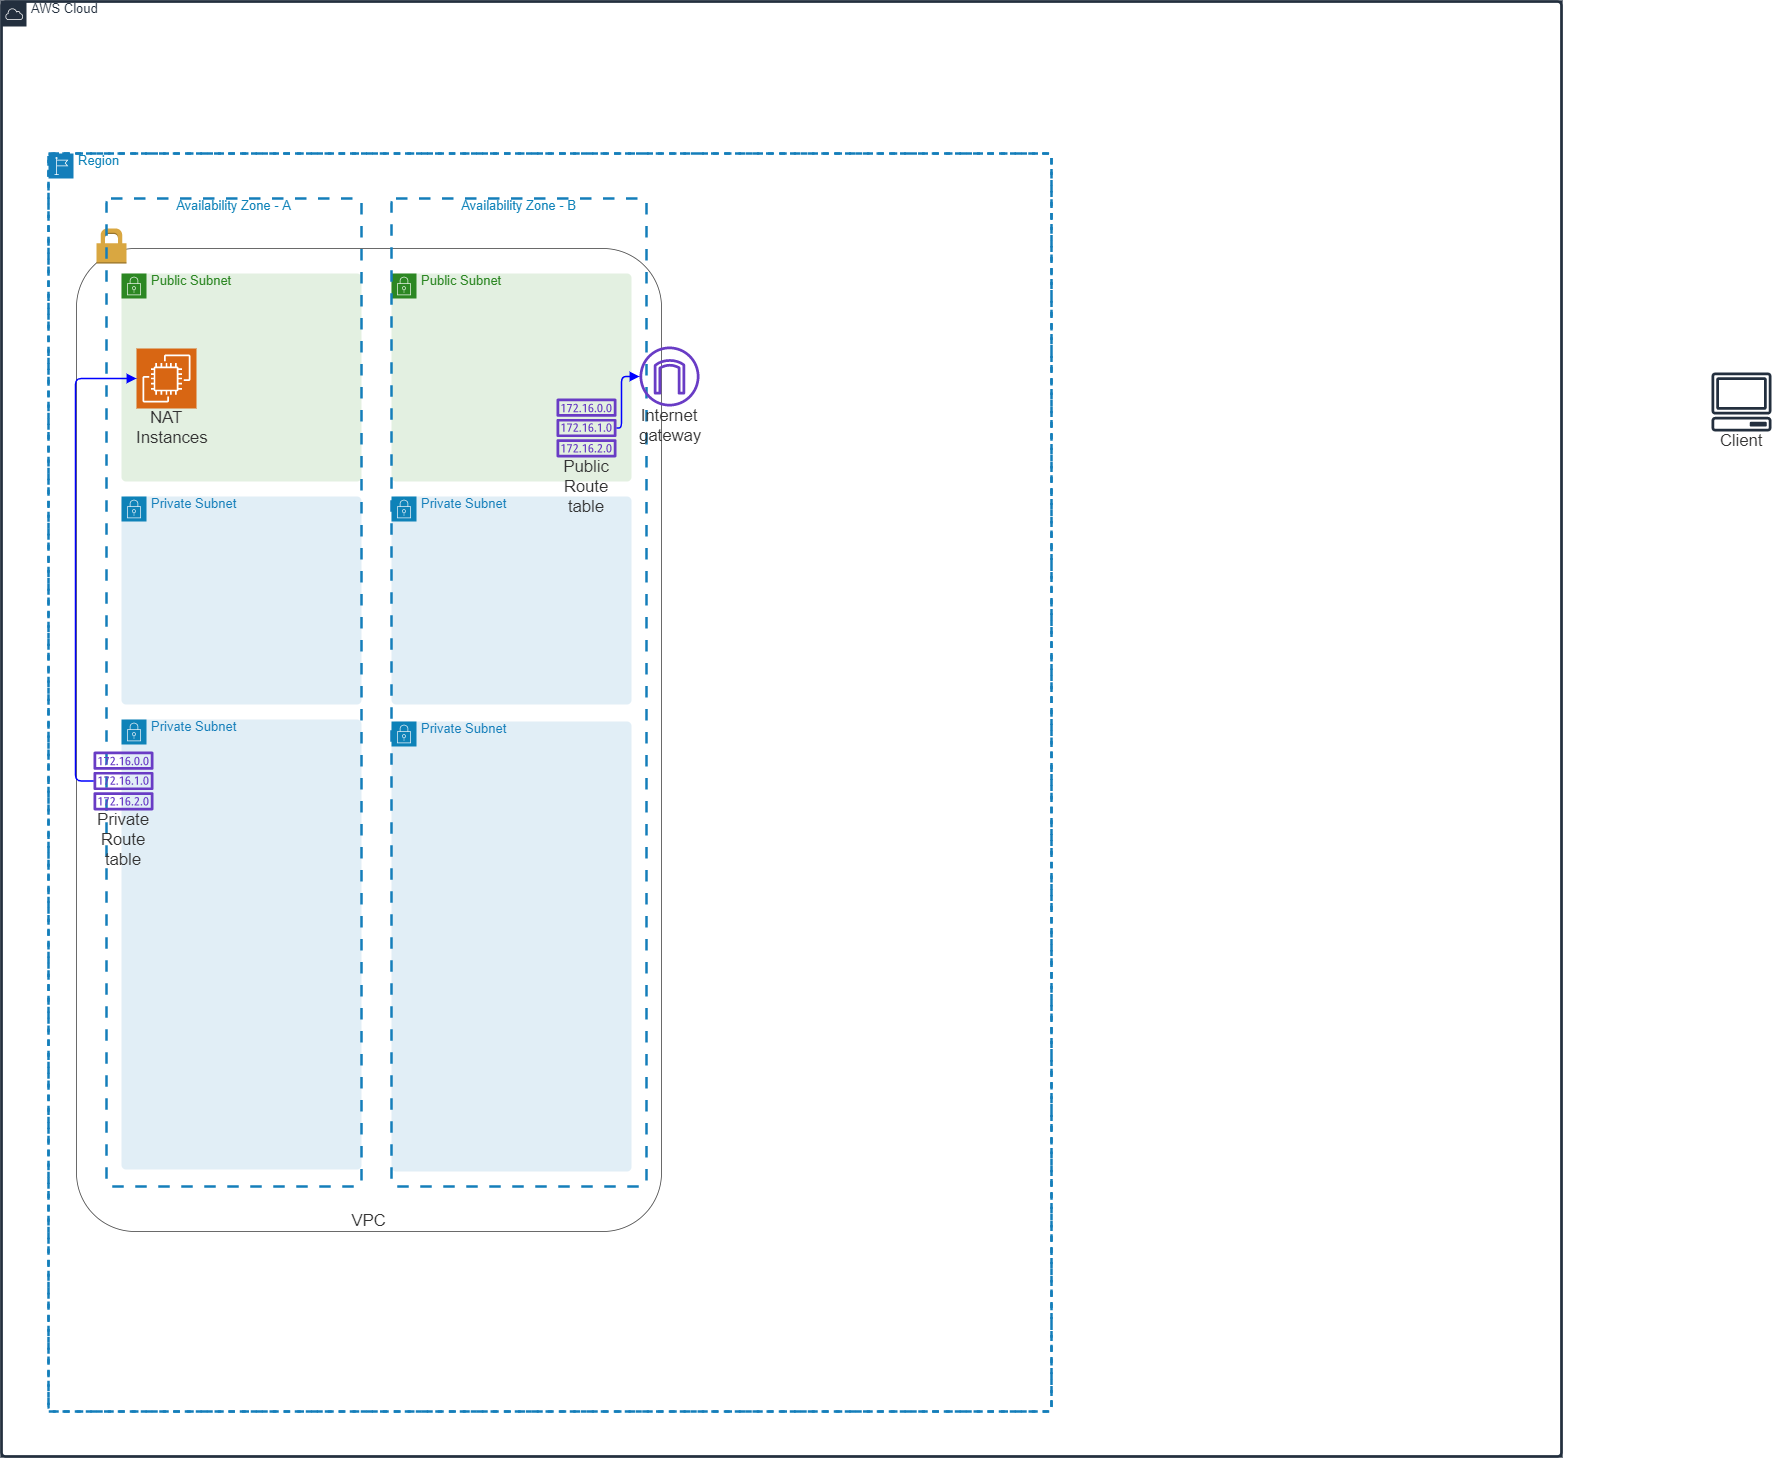 AWS Cloud
Region
Availability Zone - A
Availability Zone - B
Public Subnet
Public Subnet
NAT
Instances
172.16.0.0
172.16.1.0
172.16.2.0
Public
Route
table
Internet
gateway
Client
Private Subnet
Private Subnet
Private Subnet
Private Subnet
172.16.0.0
172.16.1.0
172.16.2.0
Private
Route
table
VPC